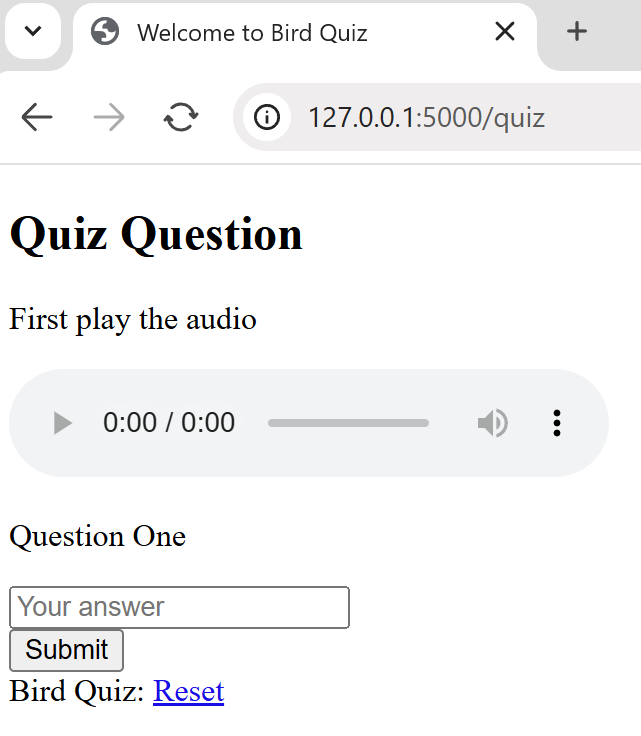 Welcome to Bird Quiz
127.0.0.1:5000/quiz
Quiz Question
First play the audio
0:00 / 0:00
Question One
Your answer
Submit
Bird Quiz: Reset